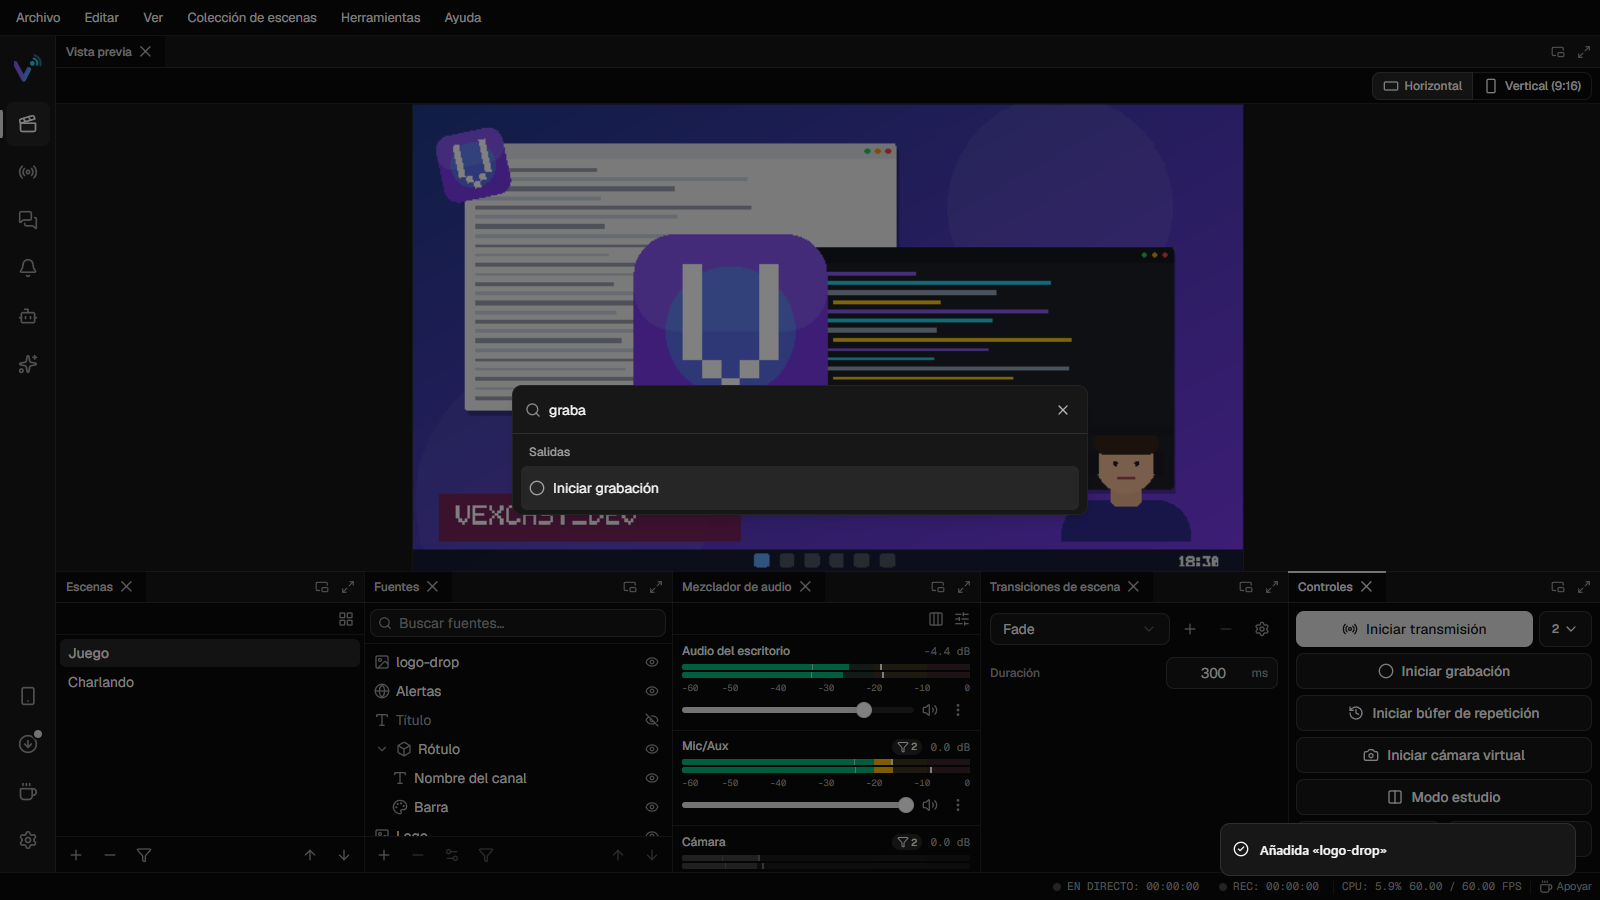 Archivo Editar Ver Colección de escenas Herramientas Ayuda
Vista previa
Horizontal Vertical (9:16)
graba
Salidas
Iniciar grabación
VEXCAST_DEV
18:30
Escenas
Juego
Charlando
Fuentes
Buscar fuentes...
logo-drop
Alertas
Título
Rótulo
Nombre del canal
Barra
Logo
Mezclador de audio
Audio del escritorio -4.4 dB
-60 -50 -40 -30 -20 -10 0
Mic/Aux 2 0.0 dB
-60 -50 -40 -30 -20 -10 0
Cámara 2 0.0 dB
Transiciones de escena
Fade
Duración 300 ms
Controles
Iniciar transmisión 2
Iniciar grabación
Iniciar búfer de repetición
Iniciar cámara virtual
Modo estudio
Añadida «logo-drop»
EN DIRECTO: 00:00:00 REC: 00:00:00 CPU: 5.9% 60.00 / 60.00 FPS Apoyar